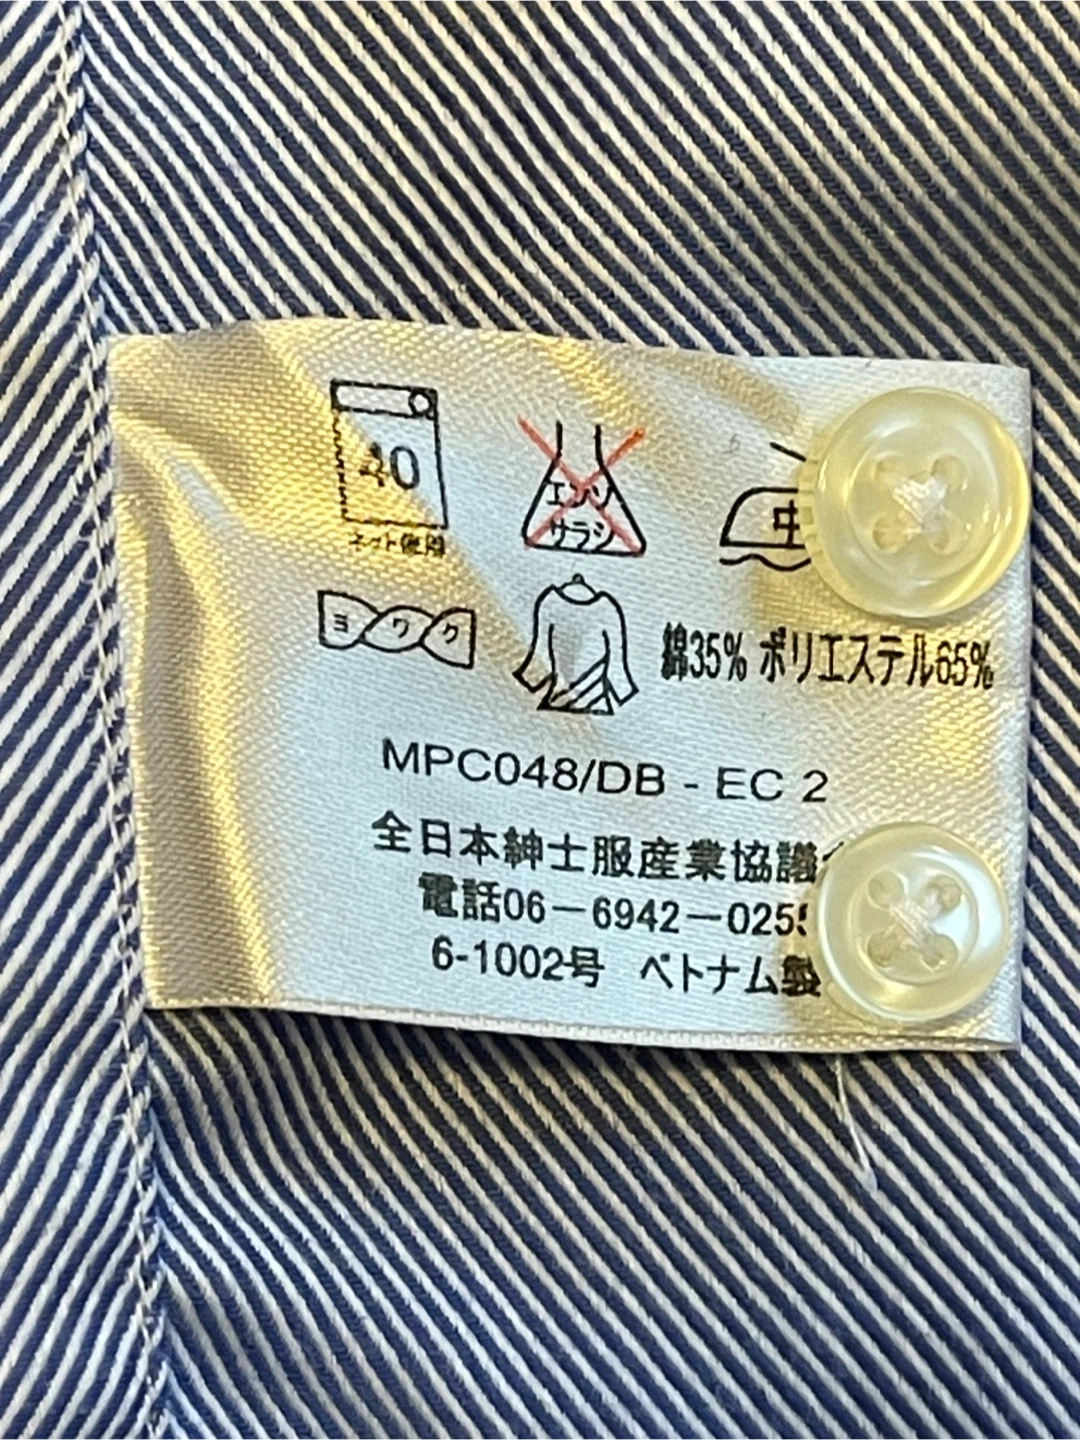 40
ネット使用
エンソ
サラシ
中
ヨワク
綿35% ポリエステル65%
MPC048/DB - EC 2
全日本紳士服産業協議
電話06－6942－025
6-1002号 ベトナム製